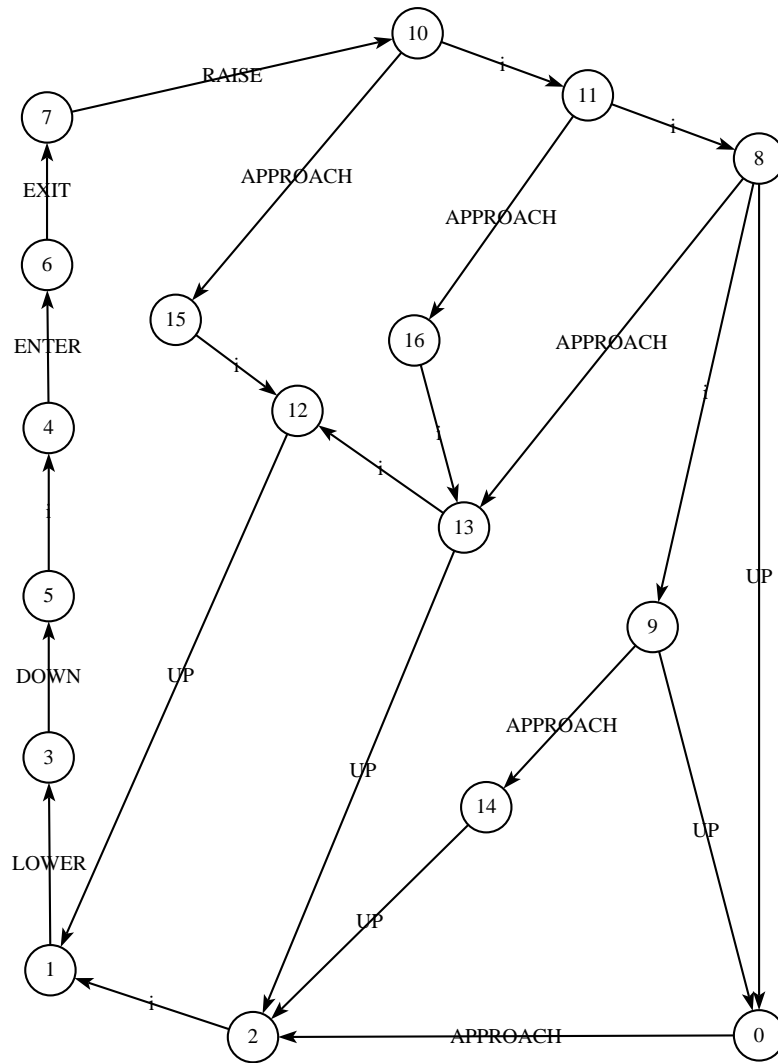 10
RAISE
i
11
7
i
8
APPROACH
EXIT
APPROACH
6
15
16
ENTER
APPROACH
i
i
12
4
i
i
i
13
5
UP
9
UP
DOWN
APPROACH
3
UP
14
UP
LOWER
UP
1
i
2
APPROACH
0